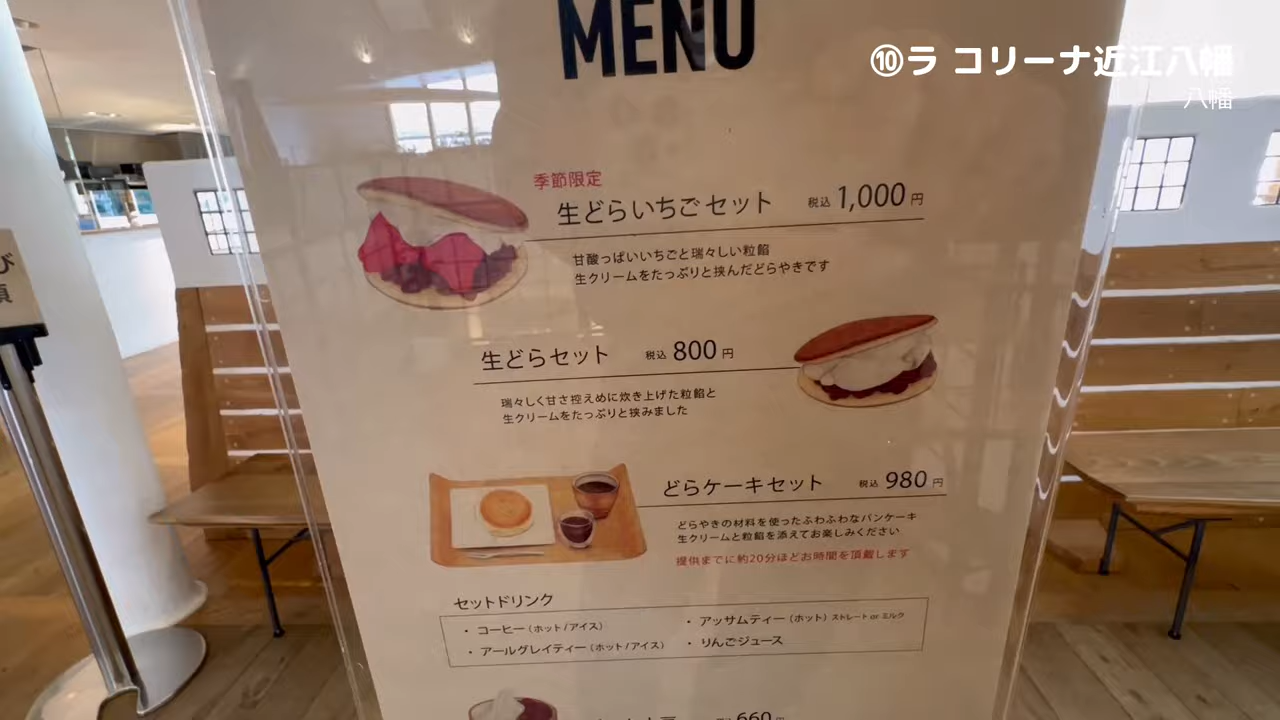 ⑩ラ コリーナ近江八幡
八幡
MENU
季節限定
生どらいちごセット 税込 1,000 円
甘酸っぱいいちごと瑞々しい粒餡
生クリームをたっぷりと挟んだどらやきです
生どらセット 税込 800 円
瑞々しく甘さ控えめに炊き上げた粒餡と
生クリームをたっぷりと挟みました
どらケーキセット 税込 980 円
どらやきの材料を使ったふわふわなパンケーキ
生クリームと粒餡を添えてお楽しみください
提供までに約20分ほどお時間を頂戴します
セットドリンク
・コーヒー（ホット/アイス）
・アッサムティー（ホット）ストレート or ミルク
・アールグレイティー（ホット/アイス）
・りんごジュース
660
び